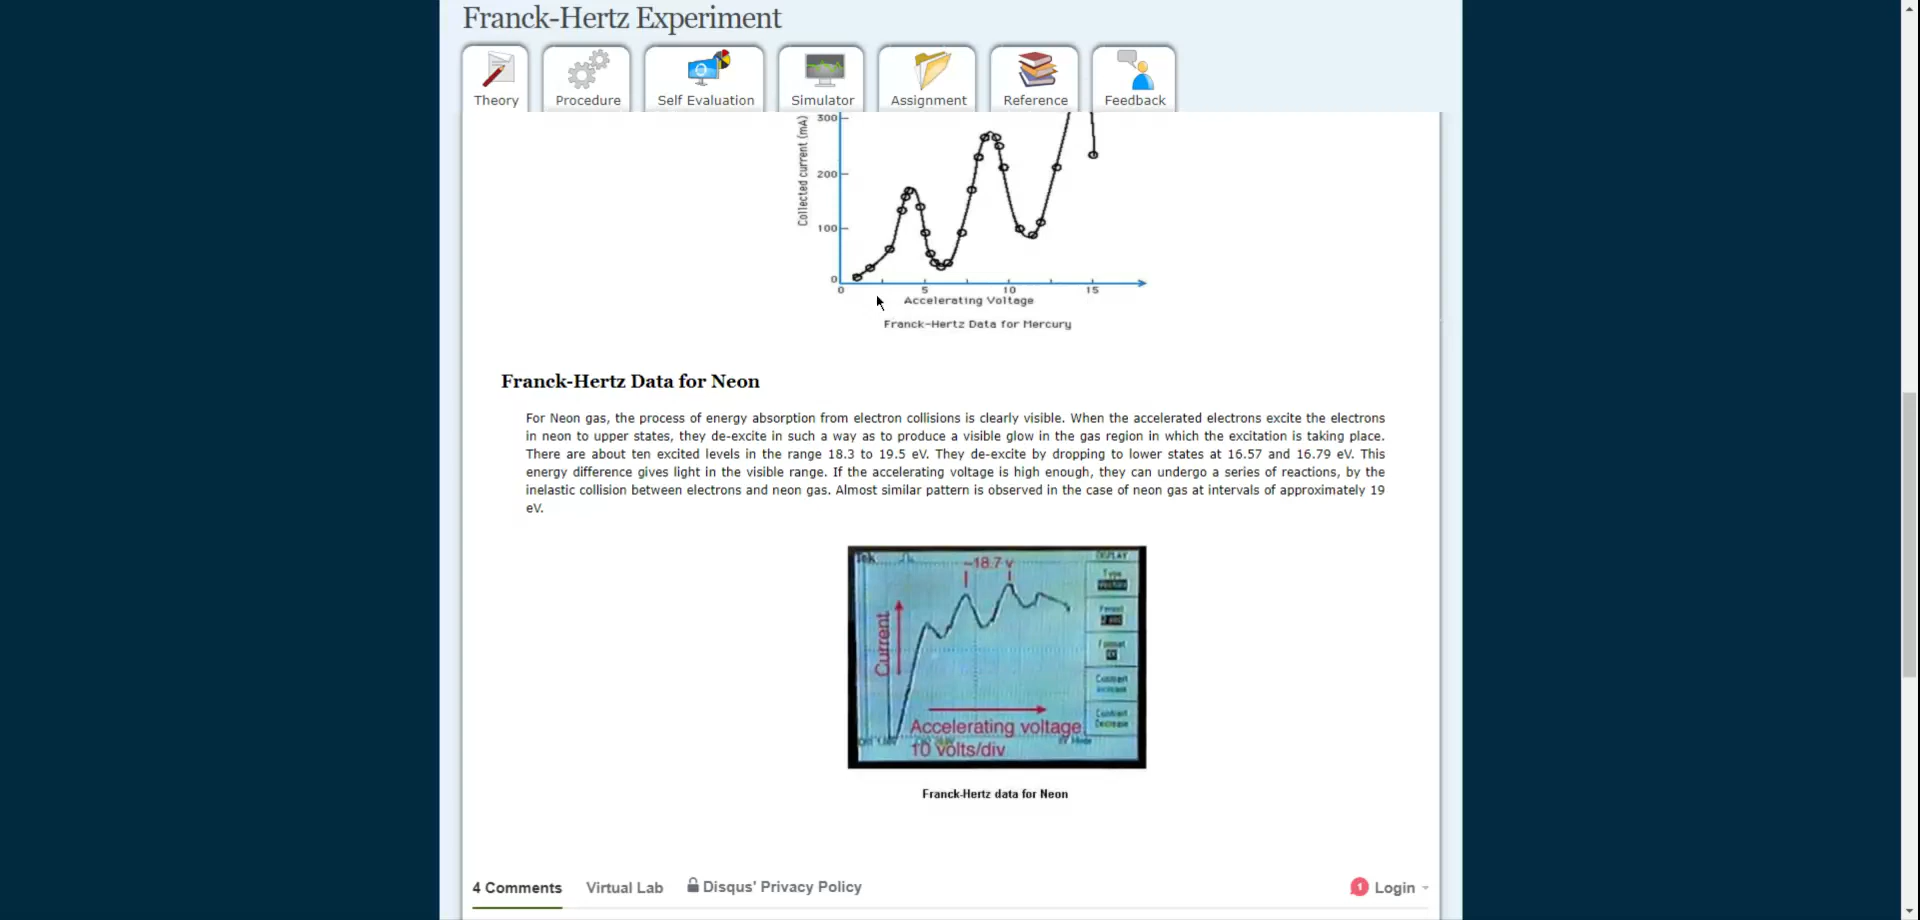 Franck-Hertz Experiment
Theory
Procedure
Self Evaluation
Simulator
Assignment
Reference
Feedback
Collected current (mA)
300
200
100
0
0 5 10 15
Accelerating Voltage
Franck-Hertz Data for Mercury
Franck-Hertz Data for Neon
For Neon gas, the process of energy absorption from electron collisions is clearly visible. When the accelerated electrons excite the electrons
in neon to upper states, they de-excite in such a way as to produce a visible glow in the gas region in which the excitation is taking place.
There are about ten excited levels in the range 18.3 to 19.5 eV. They de-excite by dropping to lower states at 16.57 and 16.79 eV. This
energy difference gives light in the visible range. If the accelerating voltage is high enough, they can undergo a series of reactions, by the
inelastic collision between electrons and neon gas. Almost similar pattern is observed in the case of neon gas at intervals of approximately 19
eV.
Tek
DISPLAY
~18.7 v
Type
Format
Current
Contrast
Increase
Contrast
Decrease
Accelerating voltage
10 volts/div
Franck-Hertz data for Neon
4 Comments
Virtual Lab
Disqus' Privacy Policy
1
Login